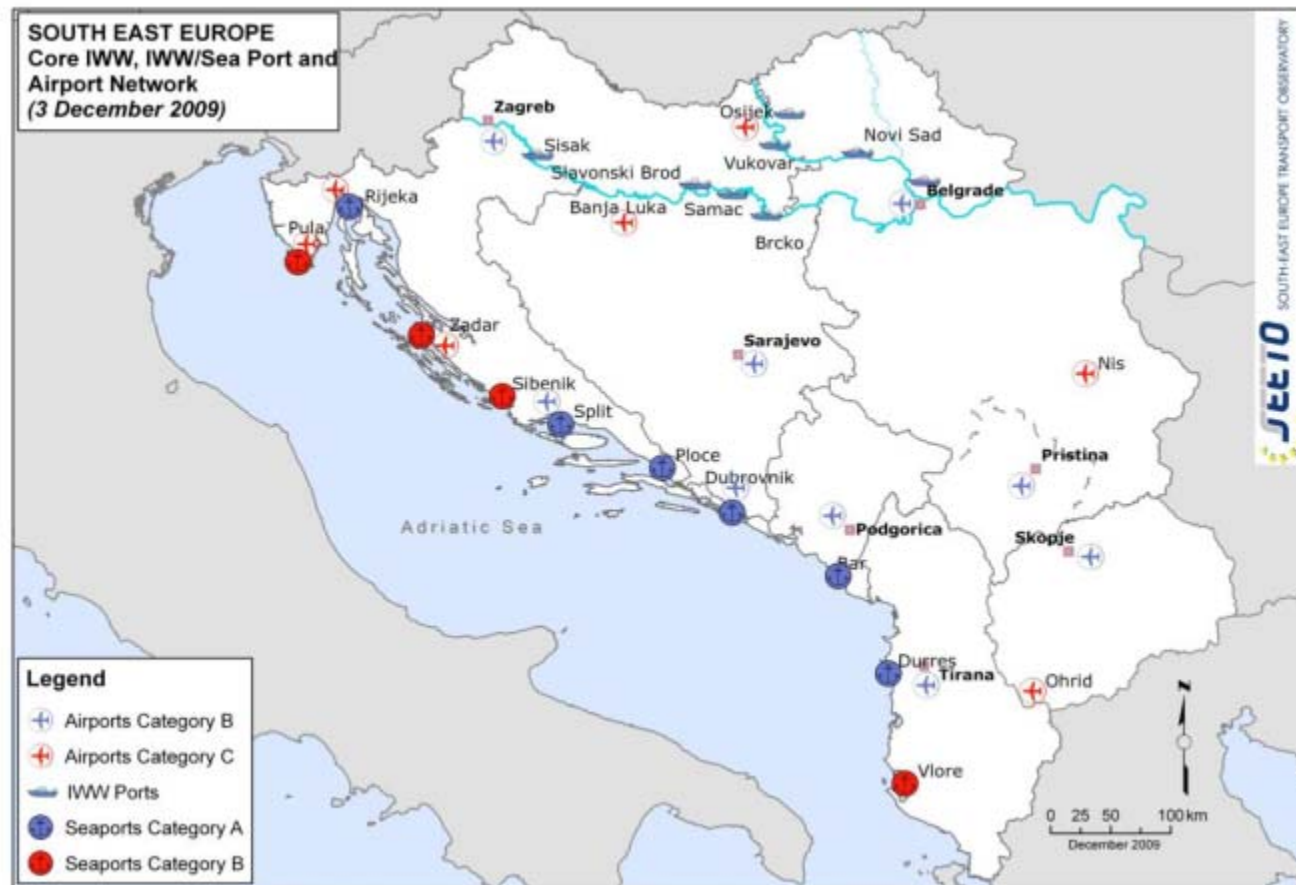 SOUTH EAST EUROPE
Core IWW, IWW/Sea Port and
Airport Network
(3 December 2009)
Zagreb
Osijek
Sisak
Novi Sad
Vukovar
Slavonski Brod
Rijeka
Belgrade
Banja Luka
Samac
Pula
Brcko
Zadar
Sarajevo
Nis
Sibenik
Split
Pristina
Ploce
Dubrovnik
Adriatic Sea
Podgorica
Skopje
Bar
Durres
Tirana
Ohrid
Vlore
Legend
Airports Category B
Airports Category C
IWW Ports
Seaports Category A
Seaports Category B
z
0 25 50 100 km
December 2009
SOUTH-EAST EUROPE TRANSPORT OBSERVATORY
SEETO